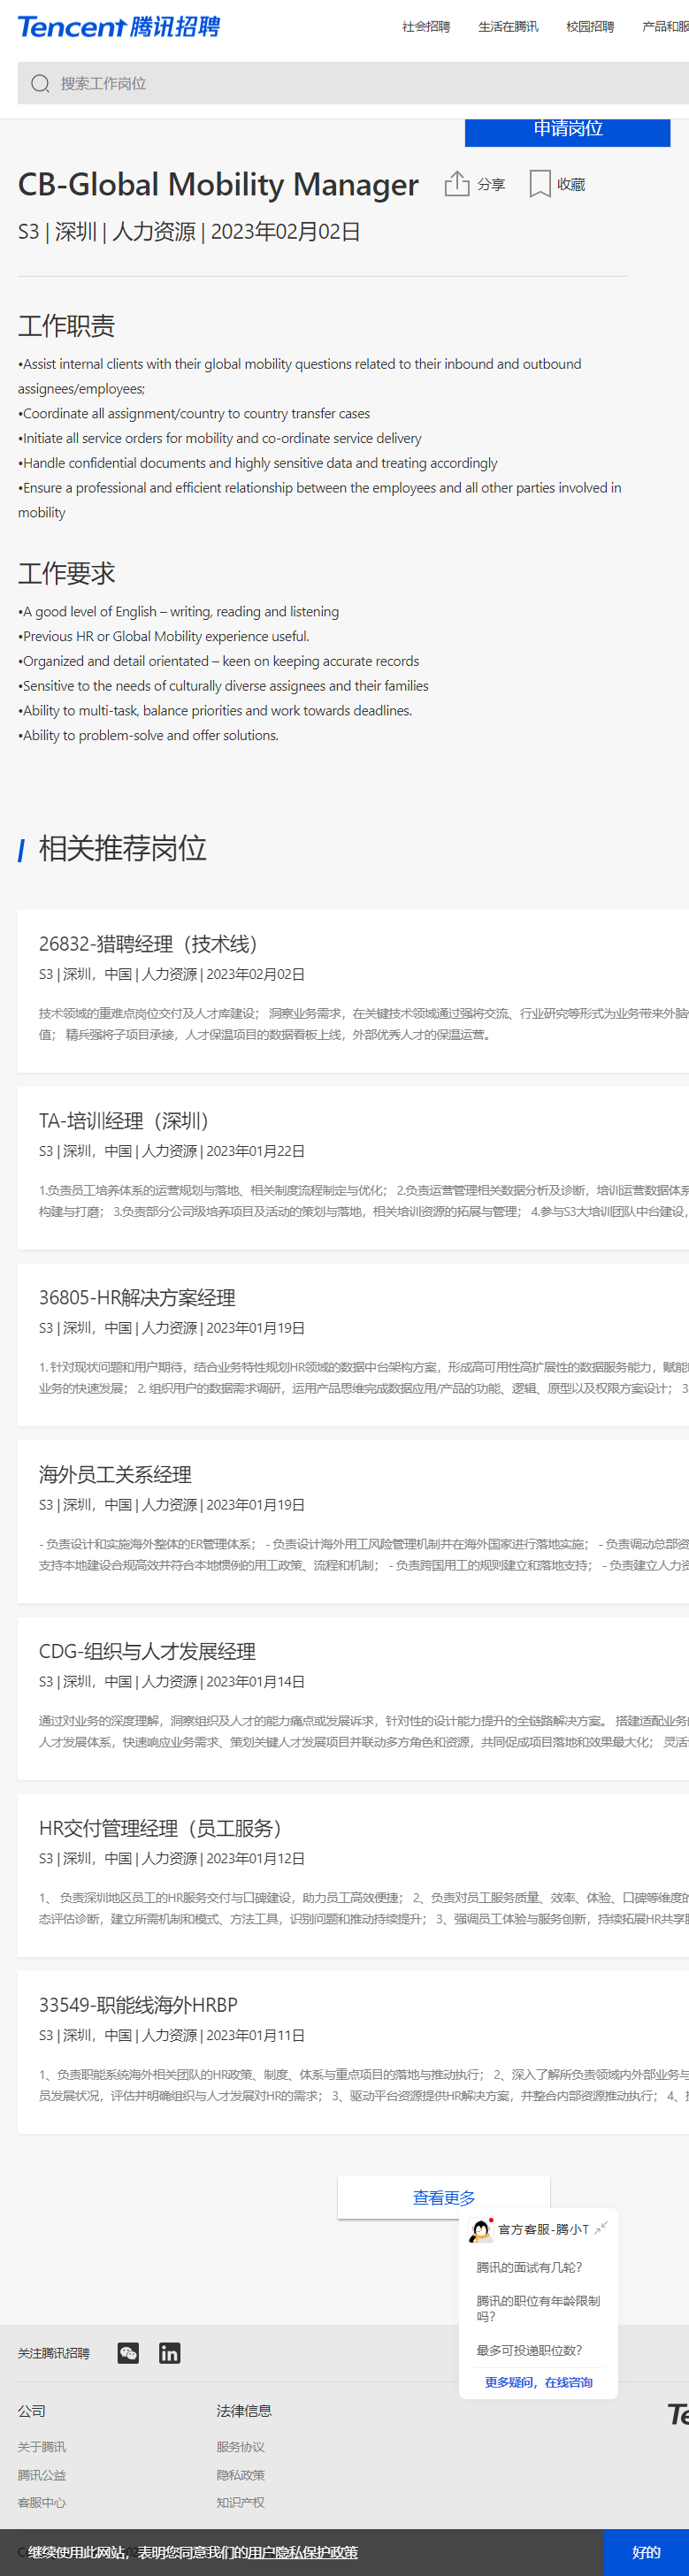 Tencent 腾讯招聘
社会招聘 生活在腾讯 校园招聘 产品和服
搜索工作岗位
申请岗位
CB-Global Mobility Manager 分享 收藏
S3 | 深圳 | 人力资源 | 2023年02月02日
工作职责
•Assist internal clients with their global mobility questions related to their inbound and outbound
assignees/employees;
•Coordinate all assignment/country to country transfer cases
•Initiate all service orders for mobility and co-ordinate service delivery
•Handle confidential documents and highly sensitive data and treating accordingly
•Ensure a professional and efficient relationship between the employees and all other parties involved in
mobility
工作要求
•A good level of English – writing, reading and listening
•Previous HR or Global Mobility experience useful.
•Organized and detail orientated – keen on keeping accurate records
•Sensitive to the needs of culturally diverse assignees and their families
•Ability to multi-task, balance priorities and work towards deadlines.
•Ability to problem-solve and offer solutions.
相关推荐岗位
26832-猎聘经理（技术线）
S3 | 深圳，中国 | 人力资源 | 2023年02月02日
技术领域的重难点岗位交付及人才库建设； 洞察业务需求，在关键技术领域通过强将交流、行业研究等形式为业务带来外脑
值； 精兵强将子项目承接，人才保温项目的数据看板上线，外部优秀人才的保温运营。
TA-培训经理（深圳）
S3 | 深圳，中国 | 人力资源 | 2023年01月22日
1.负责员工培养体系的运营规划与落地、相关制度流程制定与优化； 2.负责运营管理相关数据分析及诊断，培训运营数据体系
构建与打磨； 3.负责部分公司级培养项目及活动的策划与落地，相关培训资源的拓展与管理； 4.参与S3大培训团队中台建设，
36805-HR解决方案经理
S3 | 深圳，中国 | 人力资源 | 2023年01月19日
1. 针对现状问题和用户期待，结合业务特性规划HR领域的数据中台架构方案，形成高可用性高扩展性的数据服务能力，赋能
业务的快速发展； 2. 组织用户的数据需求调研，运用产品思维完成数据应用/产品的功能、逻辑、原型以及权限方案设计； 3
海外员工关系经理
S3 | 深圳，中国 | 人力资源 | 2023年01月19日
- 负责设计和实施海外整体的ER管理体系； - 负责设计海外用工风险管理机制并在海外国家进行落地实施； - 负责调动总部资
支持本地建设合规高效并符合本地惯例的用工政策、流程和机制； - 负责跨国用工的规则建立和落地支持； - 负责建立人力资
CDG-组织与人才发展经理
S3 | 深圳，中国 | 人力资源 | 2023年01月14日
通过对业务的深度理解，洞察组织及人才的能力痛点或发展诉求，针对性的设计能力提升的全链路解决方案。 搭建适配业务的
人才发展体系，快速响应业务需求、策划关键人才发展项目并联动多方角色和资源，共同促成项目落地和效果最大化； 灵活
HR交付管理经理（员工服务）
S3 | 深圳，中国 | 人力资源 | 2023年01月12日
1、 负责深圳地区员工的HR服务交付与口碑建设，助力员工高效便捷； 2、负责对员工服务质量、效率、体验、口碑等维度的
态评估诊断，建立所需机制和模式、方法工具，识别问题和推动持续提升； 3、强调员工体验与服务创新，持续拓展HR共享服
33549-职能线海外HRBP
S3 | 深圳，中国 | 人力资源 | 2023年01月11日
1、负责职能系统海外相关团队的HR政策、制度、体系与重点项目的落地与推动执行； 2、深入了解所负责领域内外部业务与
员发展状况，评估并明确组织与人才发展对HR的需求； 3、驱动平台资源提供HR解决方案，并整合内部资源推动执行； 4、
查看更多
官方客服-腾小T
腾讯的面试有几轮？
腾讯的职位有年龄限制
吗？
最多可投递职位数？
更多疑问，在线咨询
关注腾讯招聘
公司 法律信息
关于腾讯 服务协议
腾讯公益 隐私政策
客服中心 知识产权
继续使用此网站，表明您同意我们的用户隐私保护政策 好的